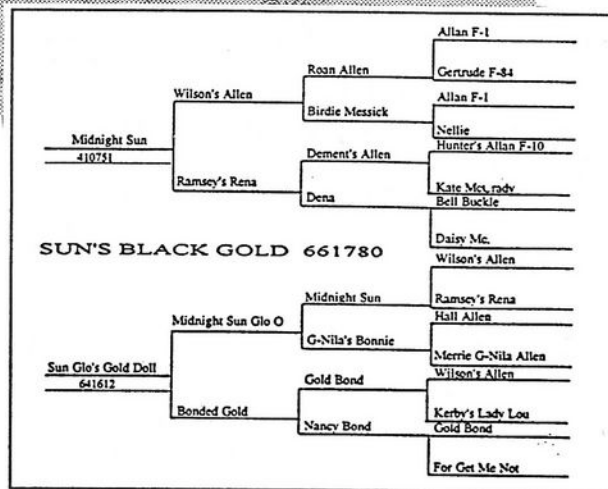 Allan F-1
Roan Allen
Gertrude F-84
Wilson's Allen
Birdie Messick
Allan F-1
Nellie
Midnight Sun
410751
Dement's Allen
Hunter's Allan F-10
Ramsey's Rena
Kate
Dena
Bell Buckle
Daisy Mc.
SUN'S BLACK GOLD 661780
Wilson's Allen
Midnight Sun
Ramsey's Rena
Midnight Sun Glo O
Hall Allen
G-Nila's Bonnie
Merrie G-Nila Allen
Sun Glo's Gold Doll
641612
Gold Bond
Wilson's Allen
Bonded Gold
Kerby's Lady Lou
Nancy Bond
Gold Bond
For Get Me Not